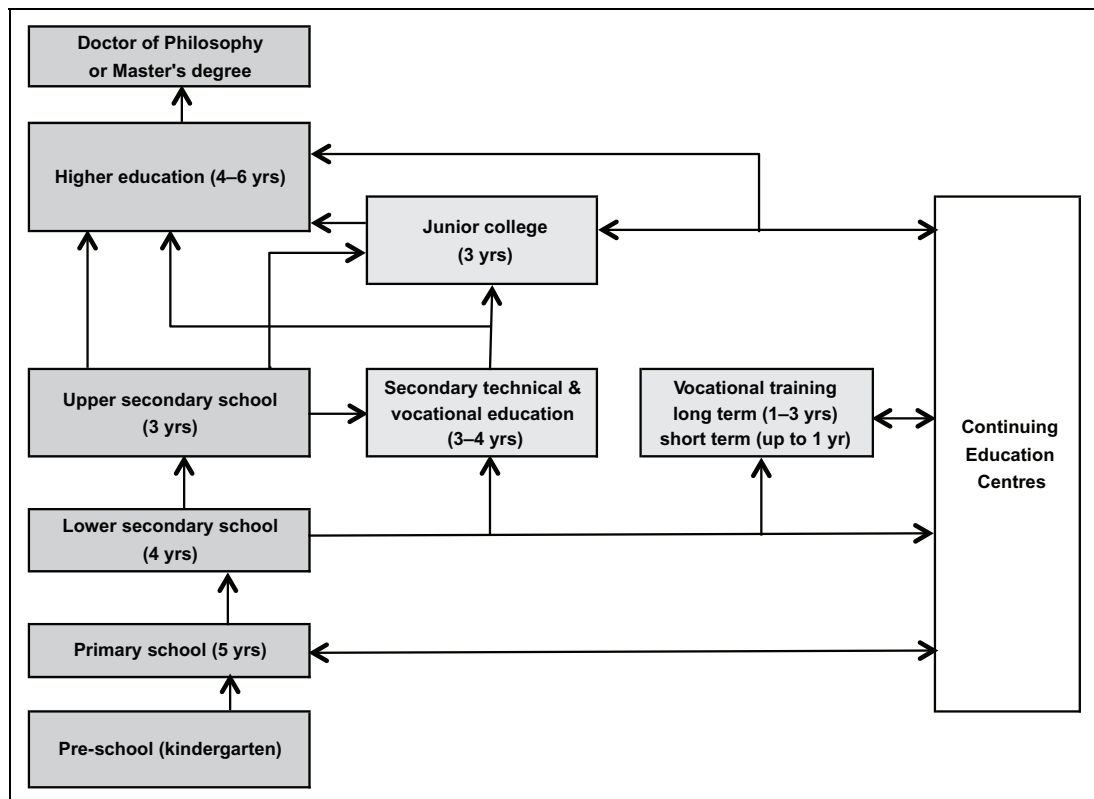 Doctor of Philosophy
or Master's degree
Higher education (4–6 yrs)
Junior college
(3 yrs)
Upper secondary school
(3 yrs)
Secondary technical &
vocational education
(3–4 yrs)
Vocational training
long term (1–3 yrs)
short term (up to 1 yr)
Continuing
Education
Centres
Lower secondary school
(4 yrs)
Primary school (5 yrs)
Pre-school (kindergarten)